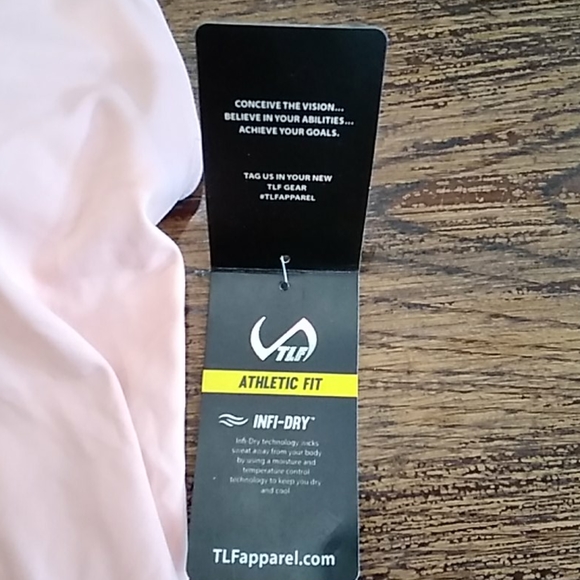 CONCEIVE THE VISION...
BELIEVE IN YOUR ABILITIES...
ACHIEVE YOUR GOALS.
TAG US IN YOUR NEW
TLF GEAR
#TLFAPPAREL
TLF
ATHLETIC FIT
INFI-DRY™
Infi-Dry technology wicks
sweat away from your body
by using a moisture and
temperature control
technology to keep you dry
and cool
TLFapparel.com